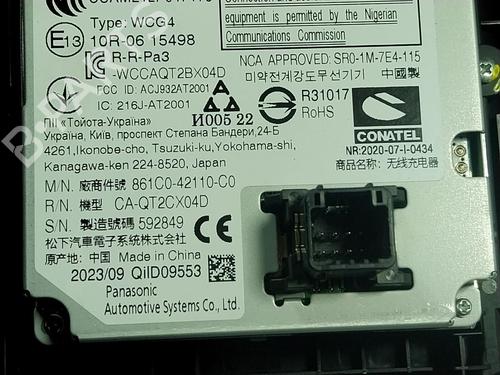 Type: WCG4
equipment is permitted by the Nigerian
Communications Commission
E13 10R-06 15498
R-R-Pa3
-WCCAQT2BX04D
NCA APPROVED: SR0-1M-7E4-115
미약전계강도무선기기 中國製
FCC ID: ACJ932AT2001
IC: 216J-AT2001
И005 22
R31017
RoHS
CONATEL
NR:2020-07-I-0434
商品名称: 无线充电器
ПІІ «Тойота-Україна»
Україна, Київ, проспект Степана Бандери,24-Б
4261,Ikonobe-cho, Tsuzuki-ku,Yokohama-shi,
Kanagawa-ken 224-8520, Japan
M/N. 廠商件號 861C0-42110-C0
R/N. 機型 CA-QT2CX04D
S/N. 製造號碼 592849
松下汽車電子系統株式会社
原产地: 中国 Made in China
CE
2023/09 QiID09553
Panasonic
Automotive Systems Co., Ltd.